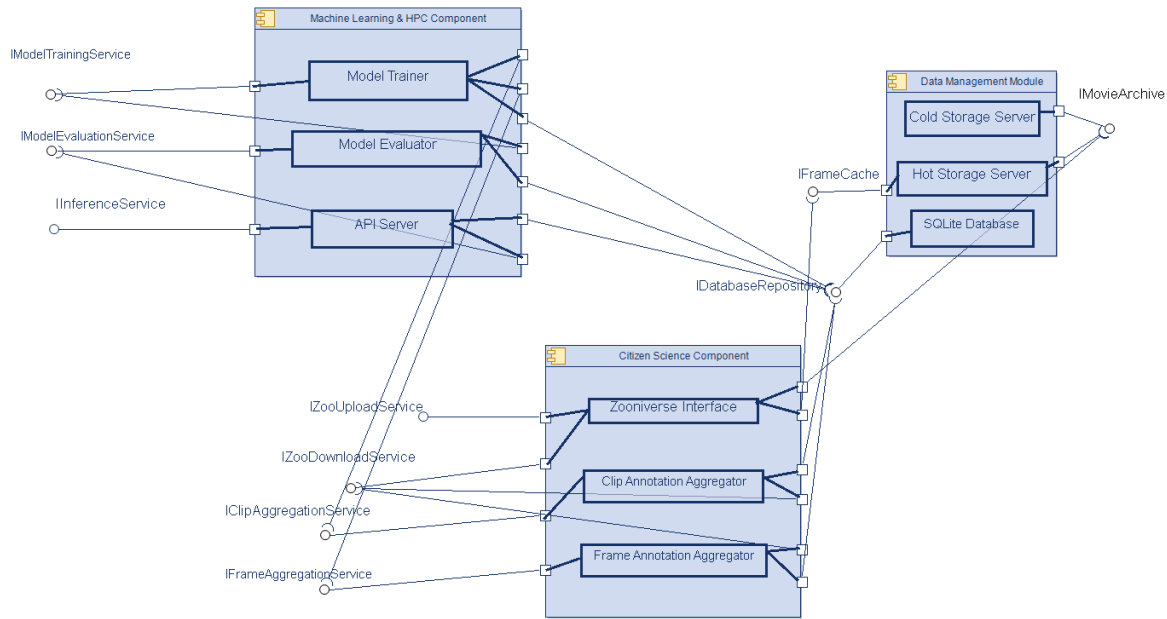 Machine Learning & HPC Component
IModelTrainingService
Model Trainer
Data Management Module
IMovieArchive
Cold Storage Server
IModelEvaluationService
Model Evaluator
IFrameCache
Hot Storage Server
IInferenceService
API Server
SQLite Database
IDatabaseRepository
Citizen Science Component
IZooUploadService
Zooniverse Interface
IZooDownloadService
Clip Annotation Aggregator
IClipAggregationService
Frame Annotation Aggregator
IFrameAggregationService